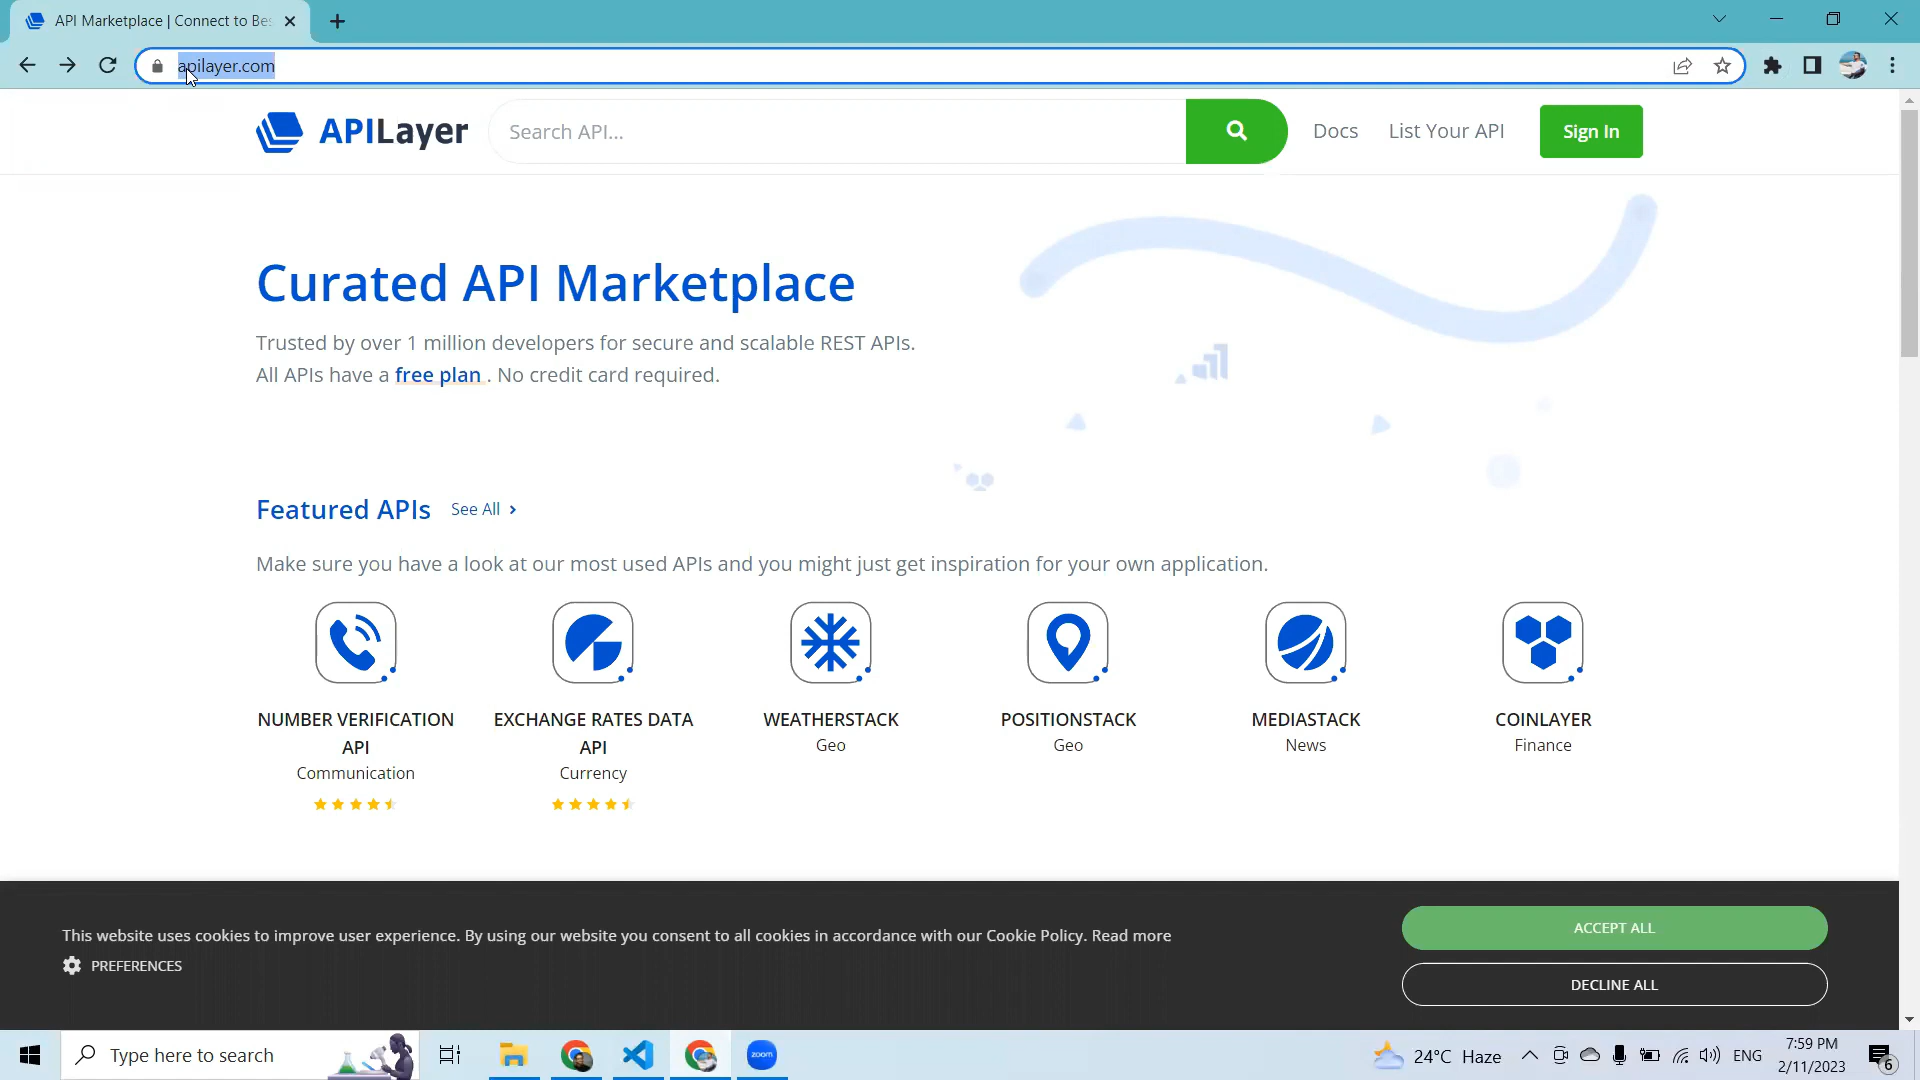 API Marketplace | Connect to Bes
apilayer.com
APILayer
Search API...
Docs
List Your API
Sign In
Curated API Marketplace
Trusted by over 1 million developers for secure and scalable REST APIs.
All APIs have a free plan . No credit card required.
Featured APIs
See All
Make sure you have a look at our most used APIs and you might just get inspiration for your own application.
NUMBER VERIFICATION API
Communication
EXCHANGE RATES DATA API
Currency
WEATHERSTACK
Geo
POSITIONSTACK
Geo
MEDIASTACK
News
COINLAYER
Finance
This website uses cookies to improve user experience. By using our website you consent to all cookies in accordance with our Cookie Policy. Read more
PREFERENCES
ACCEPT ALL
DECLINE ALL
Type here to search
zoom
24°C Haze
ENG
7:59 PM
2/11/2023
6